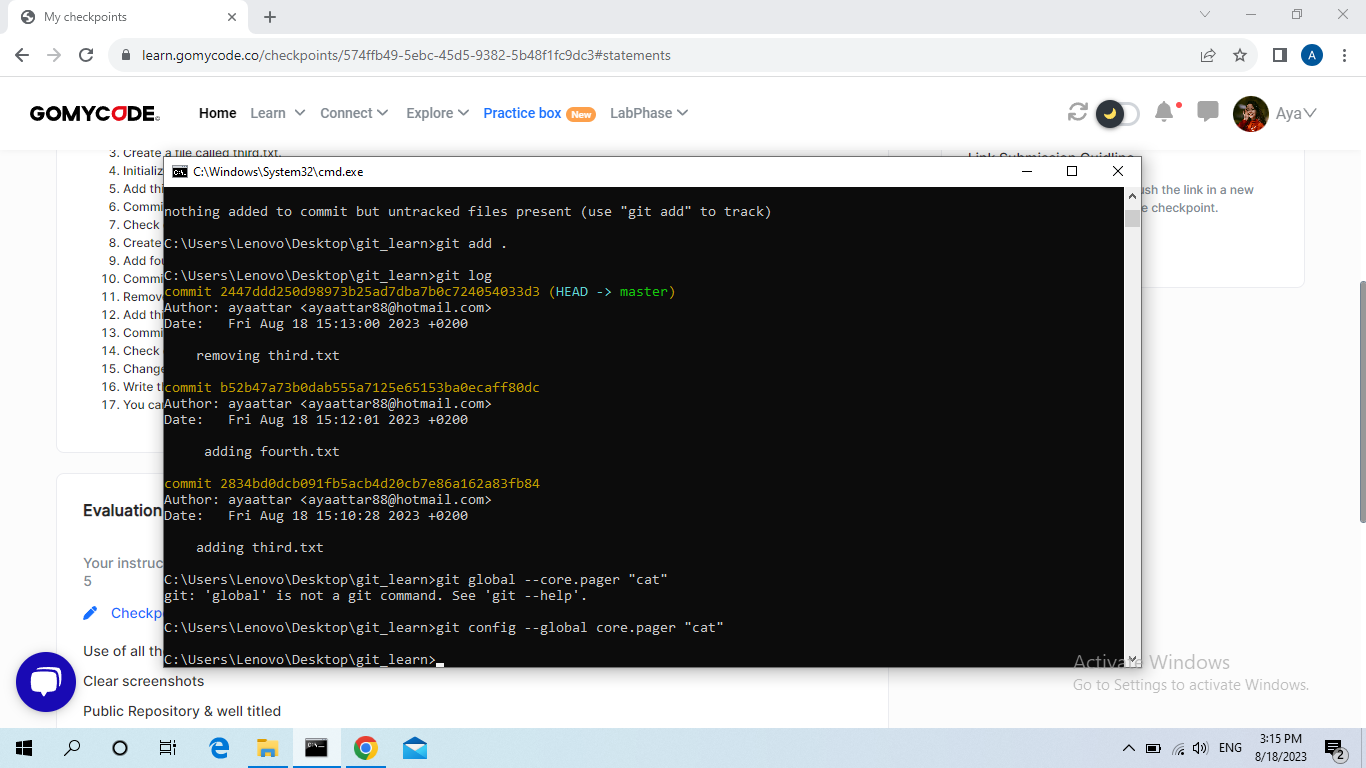 My checkpoints
learn.gomycode.co/checkpoints/574ffb49-5ebc-45d5-9382-5b48f1fc9dc3#statements
A
GOMYCODE
Home Learn Connect Explore Practice box New LabPhase
Aya
3. Create a file called third.txt.
4. Initializ
5. Add thi
6. Commi
7. Check
8. Create
9. Add fou
10. Commi
11. Remov
12. Add thi
13. Commi
14. Check
15. Change
16. Write th
17. You ca
Link Submission Guidline
ush the link in a new
e checkpoint.
C:\Windows\System32\cmd.exe
nothing added to commit but untracked files present (use "git add" to track)
C:\Users\Lenovo\Desktop\git_learn>git add .
C:\Users\Lenovo\Desktop\git_learn>git log
commit 2447ddd250d98973b25ad7dba7b0c724054033d3 (HEAD -> master)
Author: ayaattar <ayaattar88@hotmail.com>
Date:   Fri Aug 18 15:13:00 2023 +0200
removing third.txt
commit b52b47a73b0dab555a7125e65153ba0ecaff80dc
Author: ayaattar <ayaattar88@hotmail.com>
Date:   Fri Aug 18 15:12:01 2023 +0200
adding fourth.txt
commit 2834bd0dcb091fb5acb4d20cb7e86a162a83fb84
Author: ayaattar <ayaattar88@hotmail.com>
Date:   Fri Aug 18 15:10:28 2023 +0200
adding third.txt
C:\Users\Lenovo\Desktop\git_learn>git global --core.pager "cat"
git: 'global' is not a git command. See 'git --help'.
C:\Users\Lenovo\Desktop\git_learn>git config --global core.pager "cat"
C:\Users\Lenovo\Desktop\git_learn>
Evaluation
Your instruc
5
Checkp
Use of all th
Clear screenshots
Public Repository & well titled
Activate Windows
Go to Settings to activate Windows.
ENG
3:15 PM
8/18/2023
2